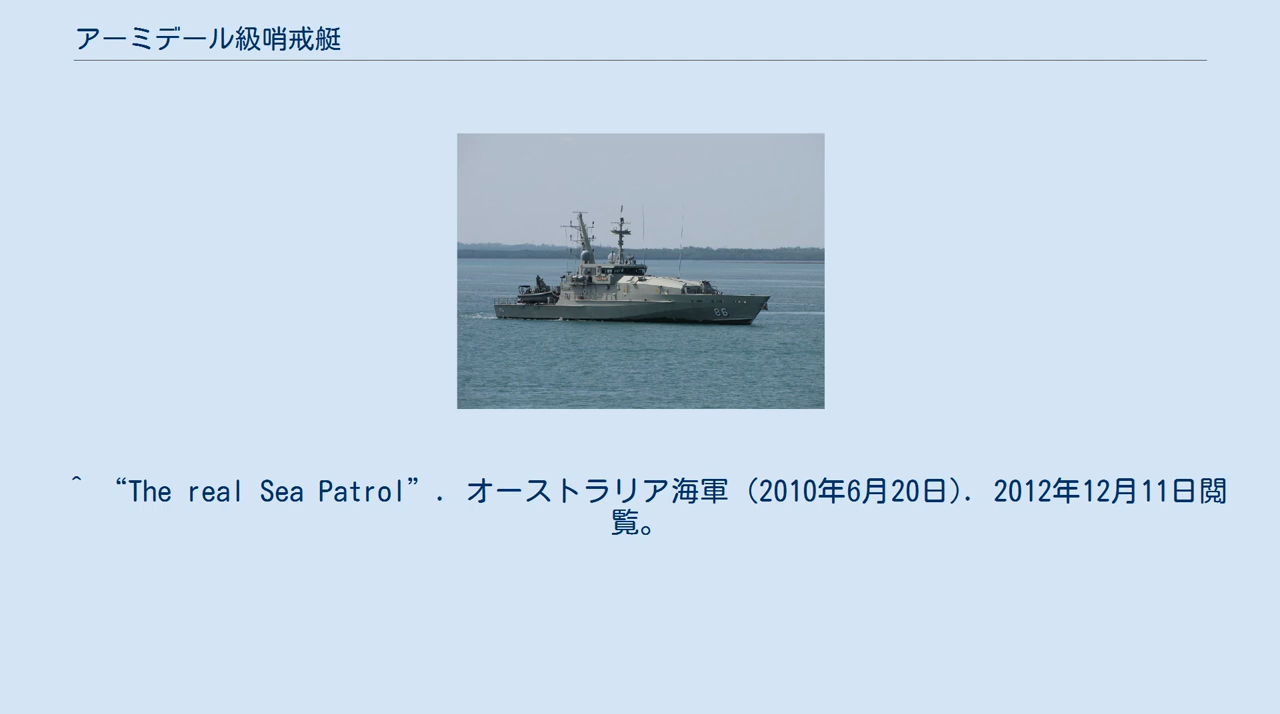 アーミデール級哨戒艇
86
^ “The real Sea Patrol”. オーストラリア海軍 (2010年6月20日). 2012年12月11日閲
覧。